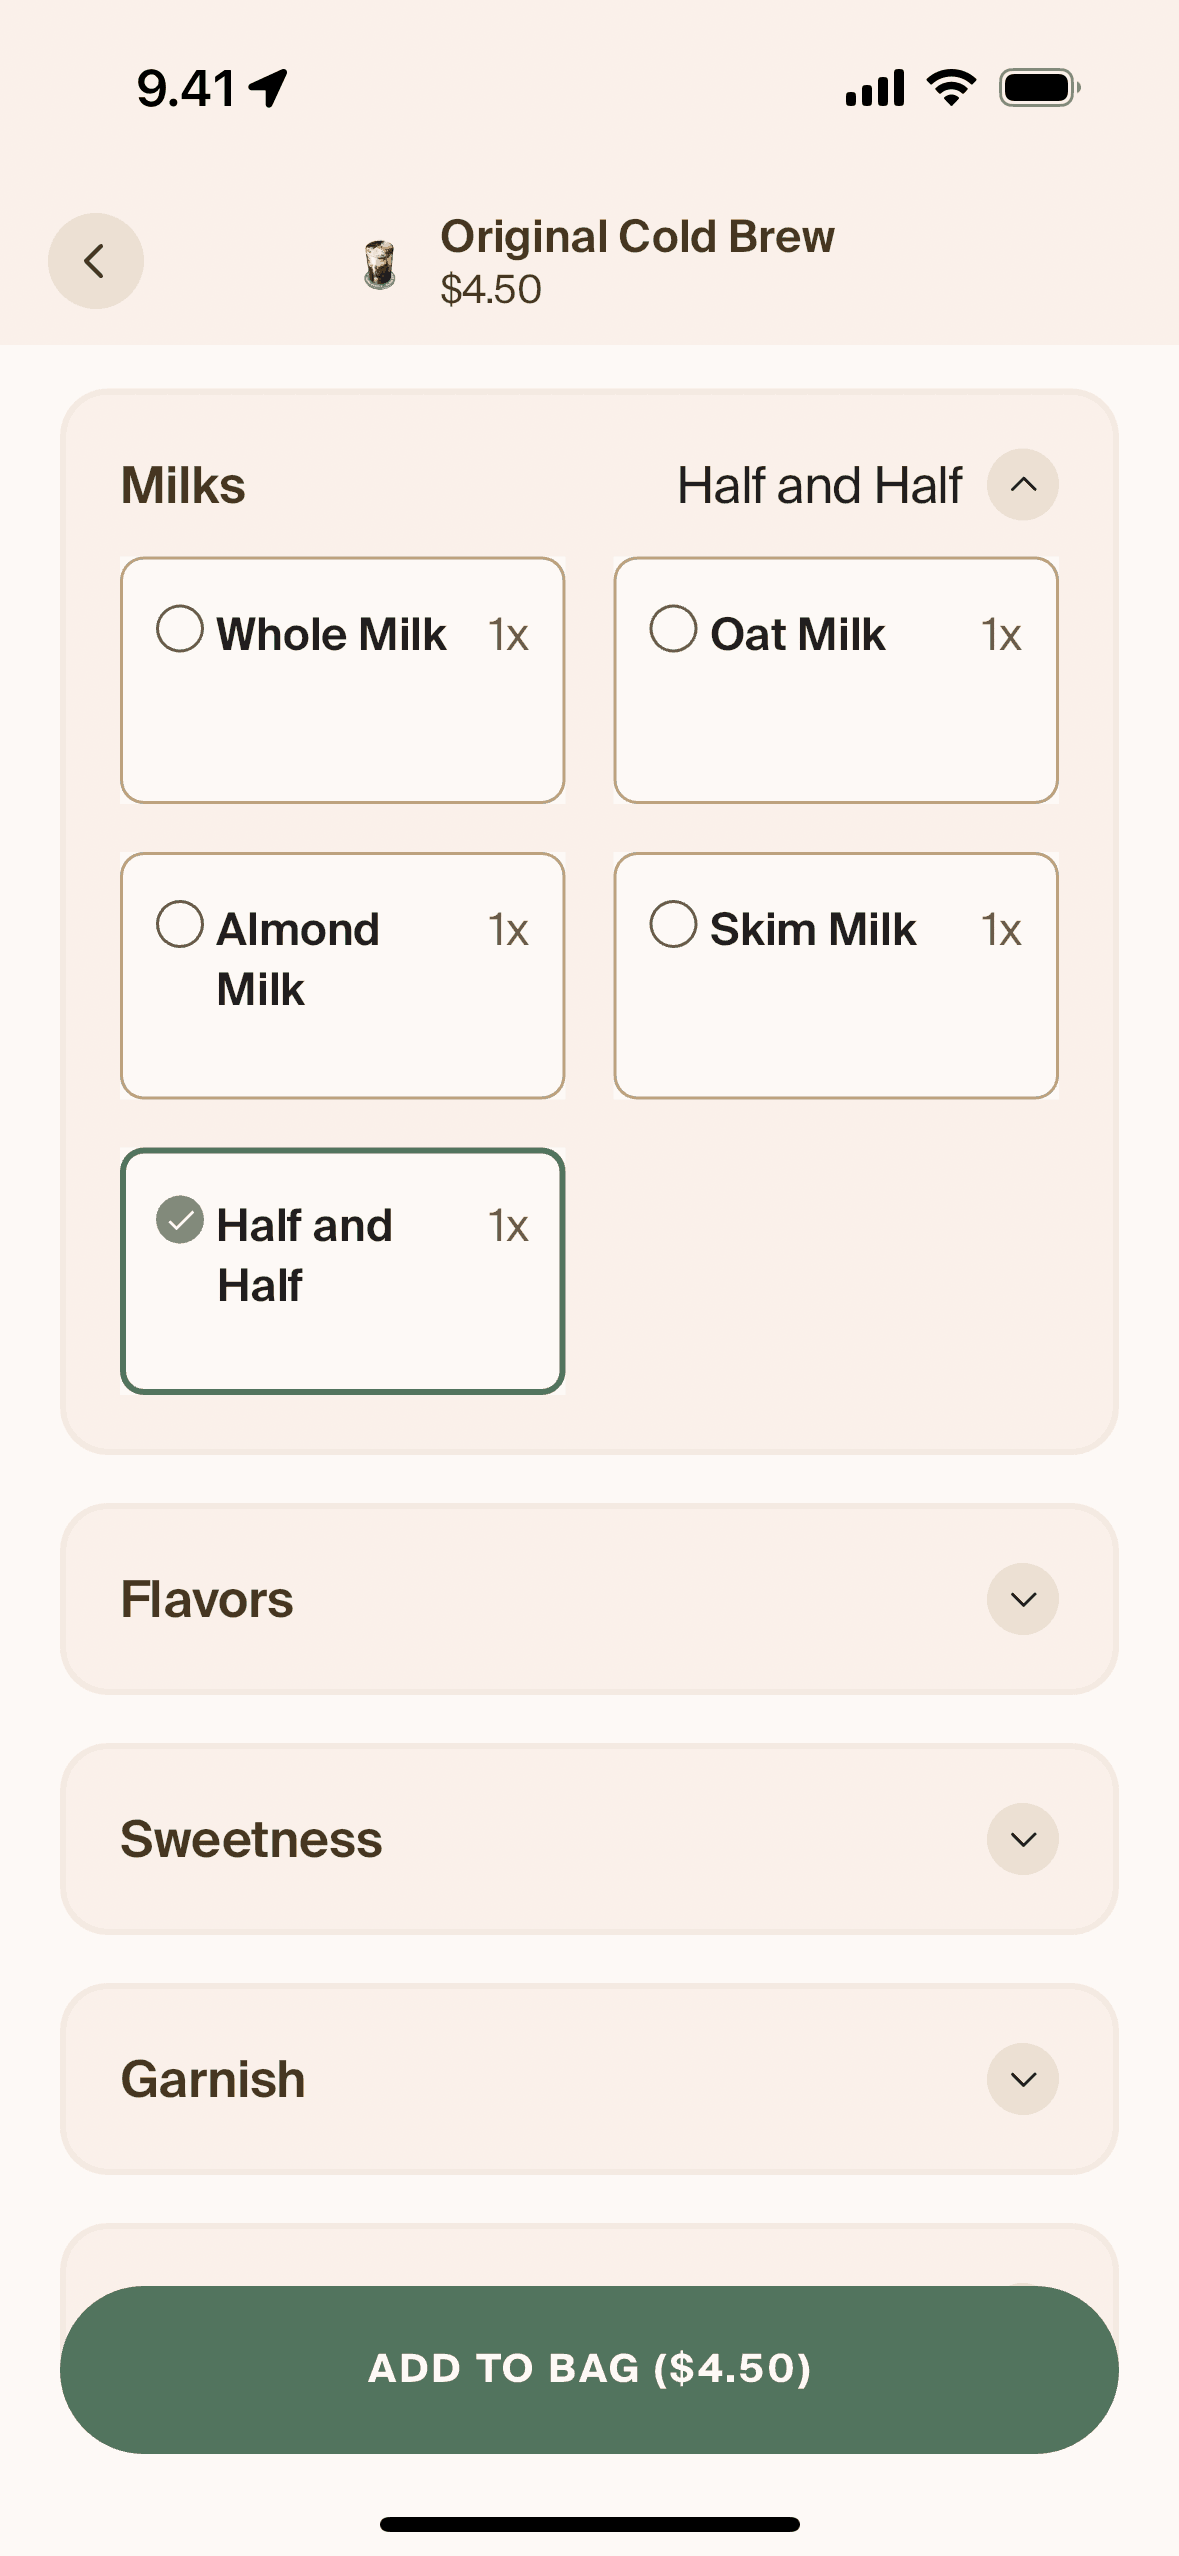 9.41
Original Cold Brew
$4.50
Milks
Half and Half
Whole Milk 1x
Oat Milk 1x
Almond 1x
Milk
Skim Milk 1x
Half and 1x
Half
Flavors
Sweetness
Garnish
ADD TO BAG ($4.50)